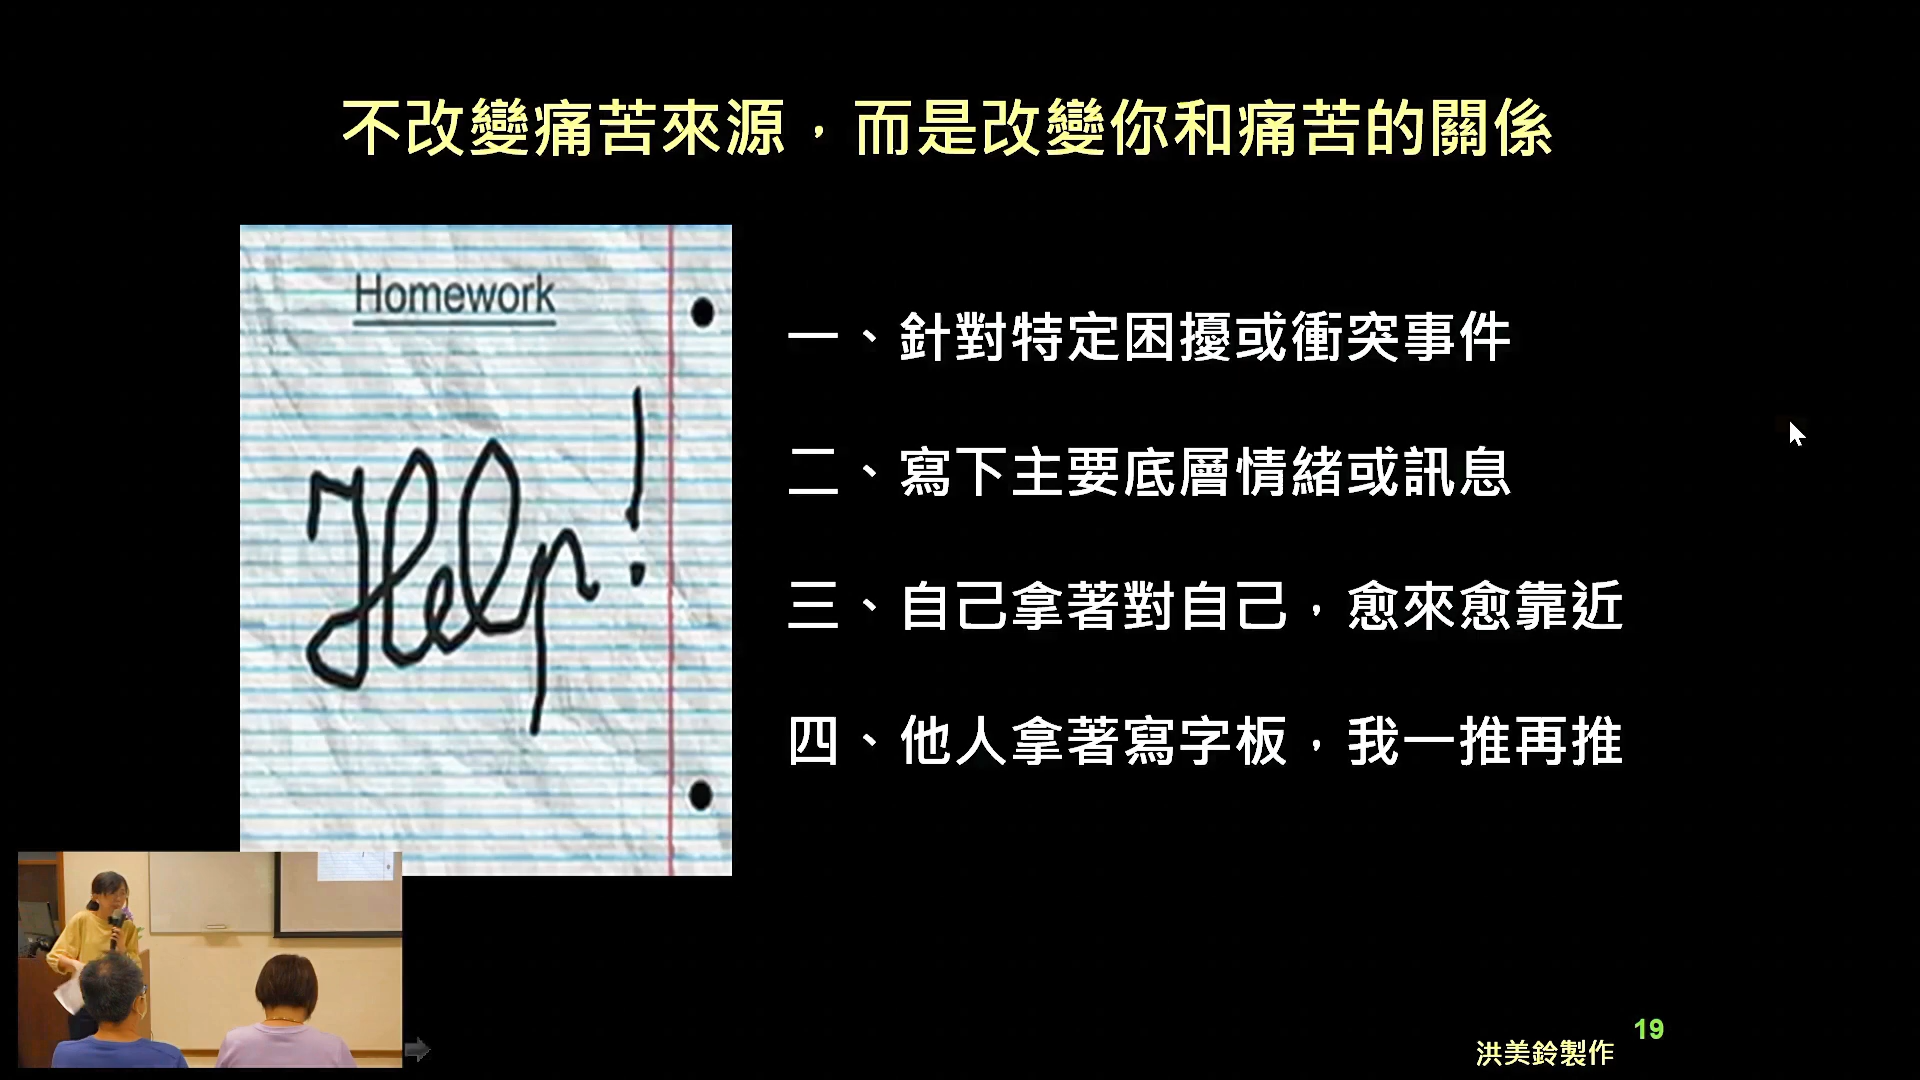 不改變痛苦來源，而是改變你和痛苦的關係
Homework
Help!
一、針對特定困擾或衝突事件
二、寫下主要底層情緒或訊息
三、自己拿著對自己，愈來愈靠近
四、他人拿著寫字板，我一推再推
19
洪美鈴製作